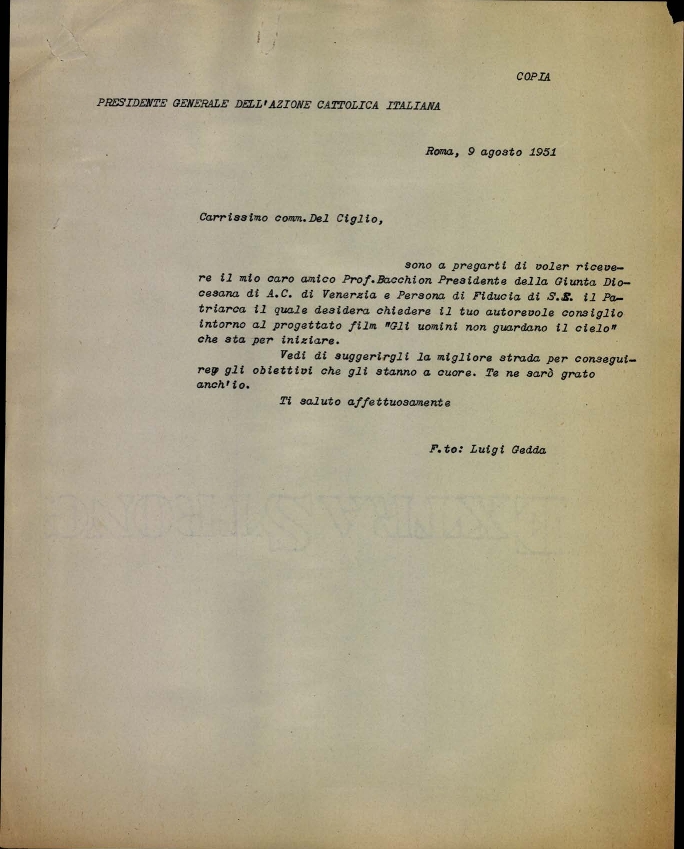 COPIA
PRESIDENTE GENERALE DELL'AZIONE CATTOLICA ITALIANA
Roma, 9 agosto 1951
Carrissimo comm.Del Ciglio,
sono a pregarti di voler riceve-
re il mio caro amico Prof.Bacchion Presidente della Giunta Dio-
cesana di A.C. di Venerzia e Persona di Fiducia di S.E. il Pa-
triarca il quale desidera chiedere il tuo autorevole consiglio
intorno al progettato film "Gli uomini non guardano il cielo"
che sta per iniziare.
Vedi di suggerirgli la migliore strada per consegui-
re gli obiettivi che gli stanno a cuore. Te ne sarò grato
anch'io.
Ti saluto affettuosamente
F.to: Luigi Gedda